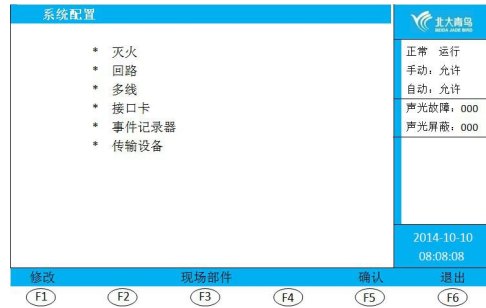 系统配置
* 灭火
* 回路
* 多线
* 接口卡
* 事件记录器
* 传输设备
北大青鸟
BEIDA JADE BIRD
正常 运行
手动：允许
自动：允许
声光故障：000
声光屏蔽：000
2014-10-10
08:08:08
修改 现场部件 确认 退出
F1 F2 F3 F4 F5 F6